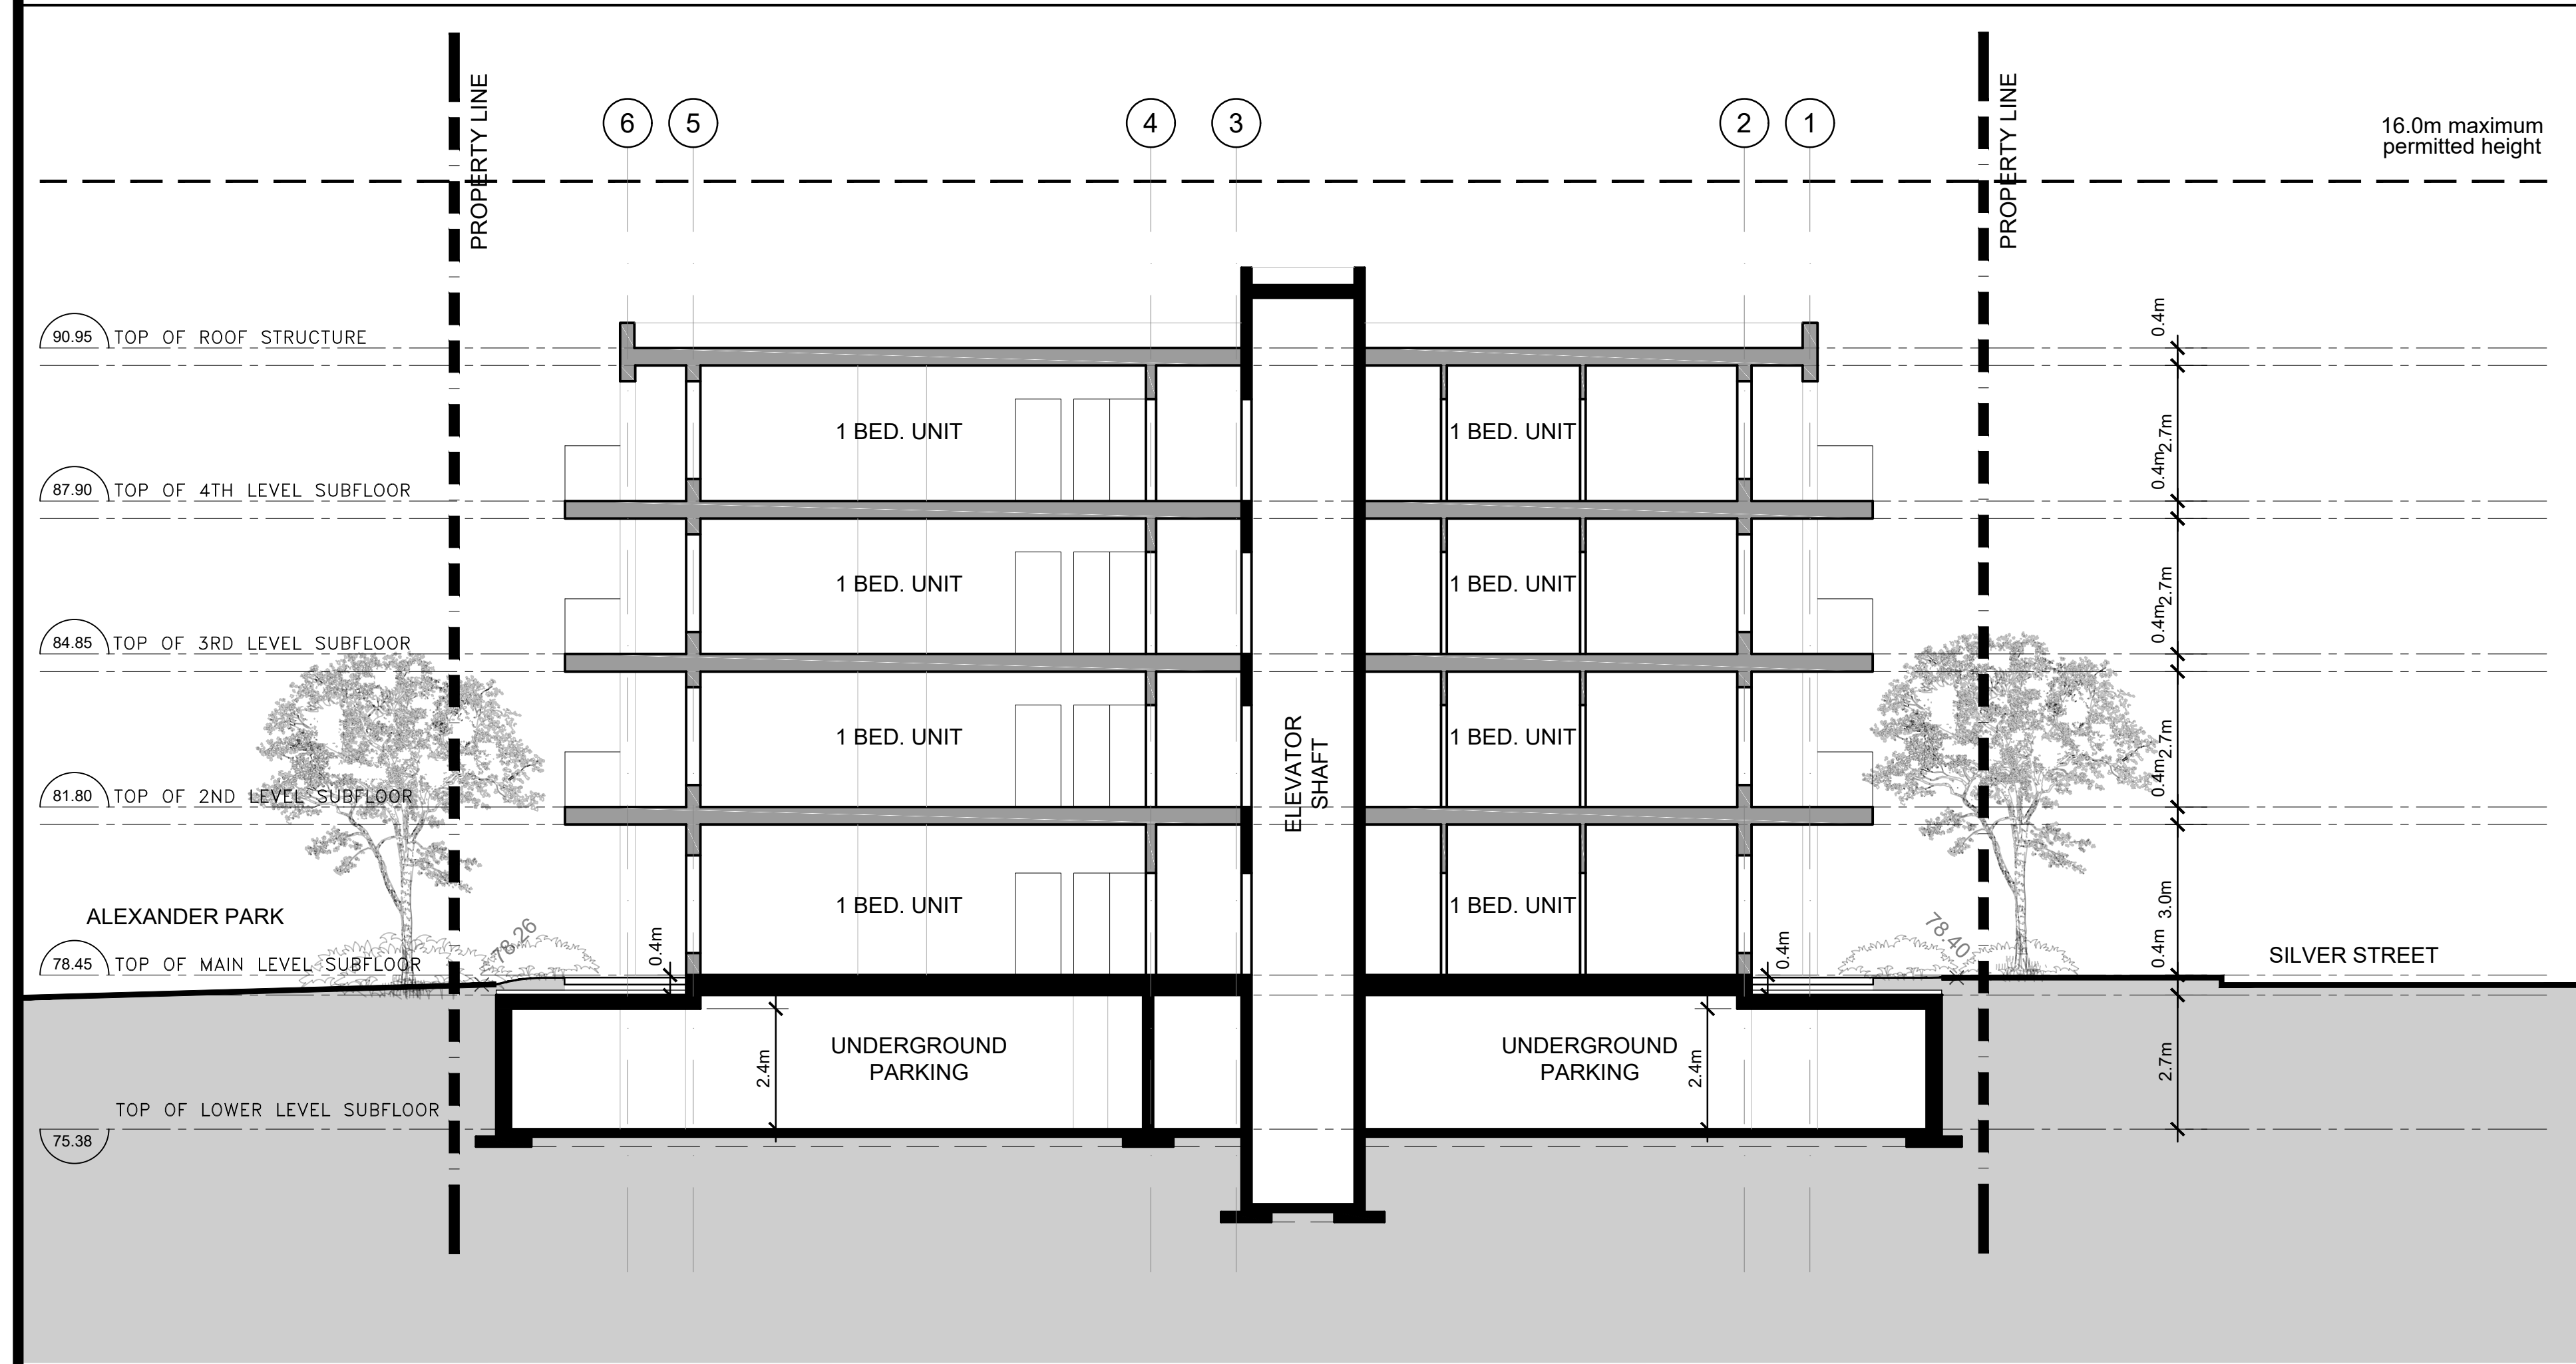 PROPERTY LINE
PROPERTY LINE
6
5
4
3
2
1
16.0m maximum
permitted height
90.95 TOP OF ROOF STRUCTURE
0.4m
1 BED. UNIT
1 BED. UNIT
2.7m
87.90 TOP OF 4TH LEVEL SUBFLOOR
0.4m
1 BED. UNIT
1 BED. UNIT
2.7m
84.85 TOP OF 3RD LEVEL SUBFLOOR
0.4m
1 BED. UNIT
1 BED. UNIT
2.7m
ELEVATOR
SHAFT
81.80 TOP OF 2ND LEVEL SUBFLOOR
0.4m
ALEXANDER PARK
1 BED. UNIT
1 BED. UNIT
3.0m
78.26
0.4m
0.4m
78.40
0.4m
SILVER STREET
78.45 TOP OF MAIN LEVEL SUBFLOOR
UNDERGROUND
PARKING
2.4m
UNDERGROUND
PARKING
2.4m
2.7m
TOP OF LOWER LEVEL SUBFLOOR
75.38